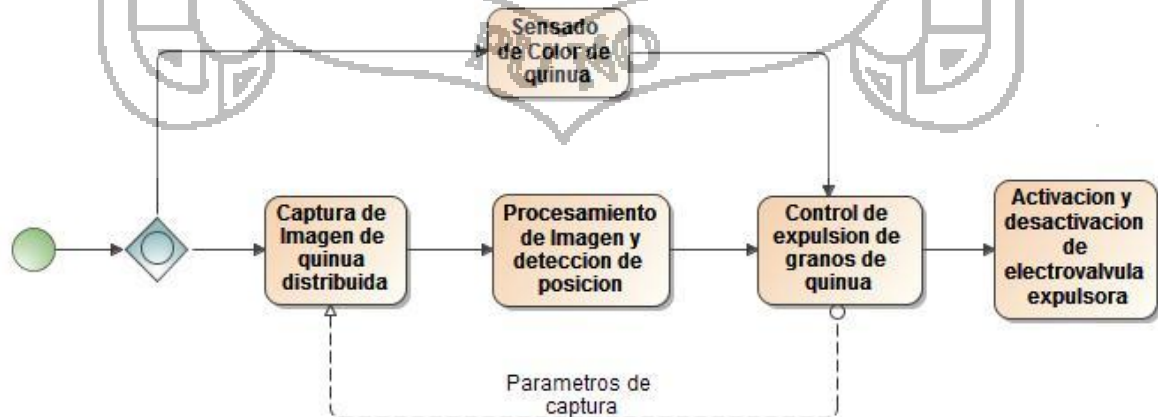 Sensado
de Color de
quinua
Captura de
Imagen de
quinua
distribuida
Procesamiento
de Imagen y
deteccion de
posicion
Control de
expulsion de
granos de
quinua
Activacion y
desactivacion
de
electrovalvula
expulsora
Parametros de
captura